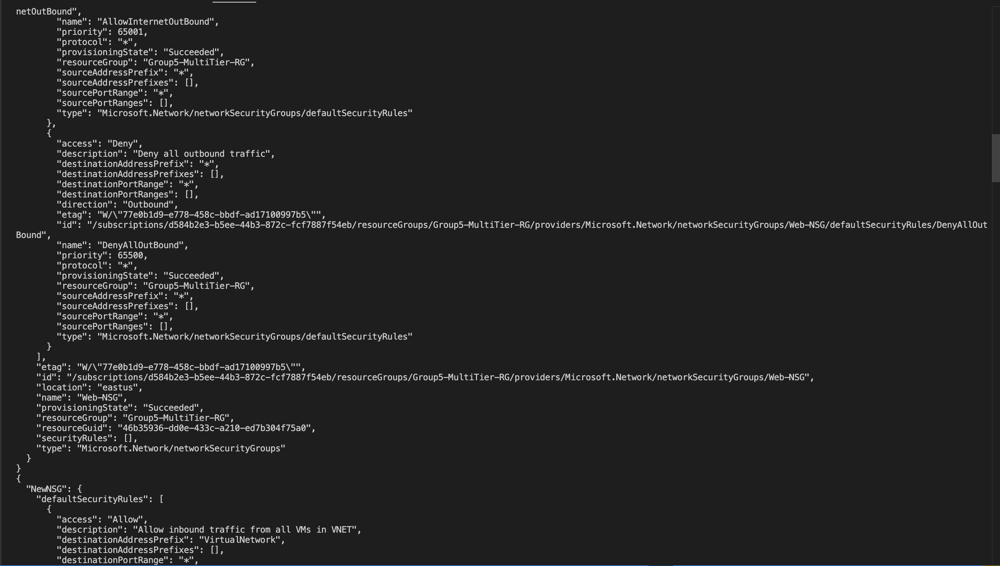 netOutBound",
        "name": "AllowInternetOutBound",
        "priority": 65001,
        "protocol": "*",
        "provisioningState": "Succeeded",
        "resourceGroup": "Group5-MultiTier-RG",
        "sourceAddressPrefix": "*",
        "sourceAddressPrefixes": [],
        "sourcePortRange": "*",
        "sourcePortRanges": [],
        "type": "Microsoft.Network/networkSecurityGroups/defaultSecurityRules"
      },
      {
        "access": "Deny",
        "description": "Deny all outbound traffic",
        "destinationAddressPrefix": "*",
        "destinationAddressPrefixes": [],
        "destinationPortRange": "*",
        "destinationPortRanges": [],
        "direction": "Outbound",
        "etag": "W/\"77e0b1d9-e778-458c-bbdf-ad17100997b5\"",
        "id": "/subscriptions/d584b2e3-b5ee-44b3-872c-fcf7887f54eb/resourceGroups/Group5-MultiTier-RG/providers/Microsoft.Network/networkSecurityGroups/Web-NSG/defaultSecurityRules/DenyAllOut
Bound",
        "name": "DenyAllOutBound",
        "priority": 65500,
        "protocol": "*",
        "provisioningState": "Succeeded",
        "resourceGroup": "Group5-MultiTier-RG",
        "sourceAddressPrefix": "*",
        "sourceAddressPrefixes": [],
        "sourcePortRange": "*",
        "sourcePortRanges": [],
        "type": "Microsoft.Network/networkSecurityGroups/defaultSecurityRules"
      }
    ],
    "etag": "W/\"77e0b1d9-e778-458c-bbdf-ad17100997b5\"",
    "id": "/subscriptions/d584b2e3-b5ee-44b3-872c-fcf7887f54eb/resourceGroups/Group5-MultiTier-RG/providers/Microsoft.Network/networkSecurityGroups/Web-NSG",
    "location": "eastus",
    "name": "Web-NSG",
    "provisioningState": "Succeeded",
    "resourceGroup": "Group5-MultiTier-RG",
    "resourceGuid": "46b35936-dd0e-433c-a210-ed7b304f75a0",
    "securityRules": [],
    "type": "Microsoft.Network/networkSecurityGroups"
  }
}
{
  "NewNSG": {
    "defaultSecurityRules": [
      {
        "access": "Allow",
        "description": "Allow inbound traffic from all VMs in VNET",
        "destinationAddressPrefix": "VirtualNetwork",
        "destinationAddressPrefixes": [],
        "destinationPortRange": "*",